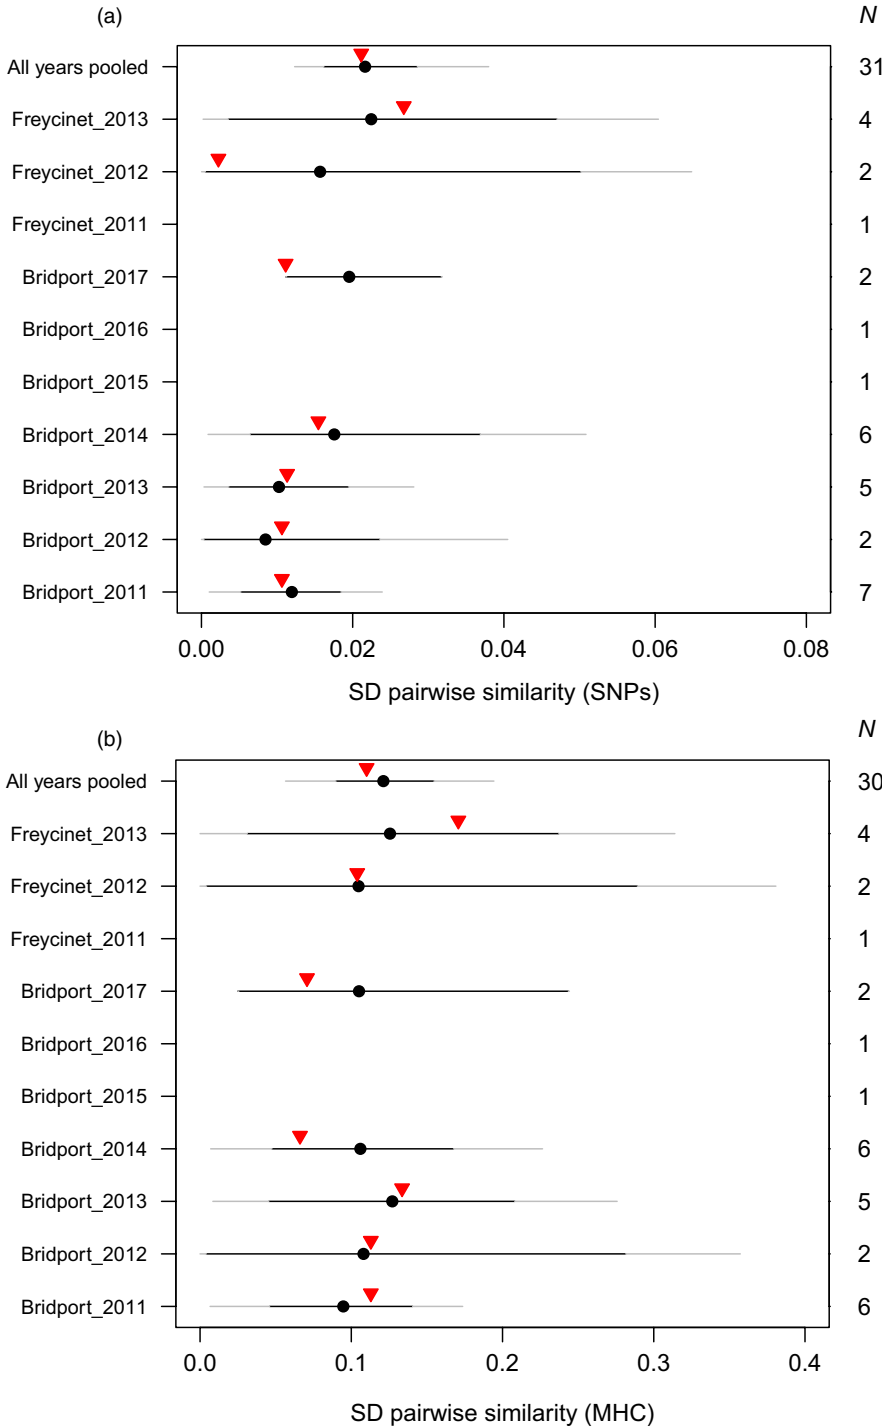 (a) N
All years pooled 31
Freycinet_2013 4
Freycinet_2012 2
Freycinet_2011 1
Bridport_2017 2
Bridport_2016 1
Bridport_2015 1
Bridport_2014 6
Bridport_2013 5
Bridport_2012 2
Bridport_2011 7
0.00 0.02 0.04 0.06 0.08
SD pairwise similarity (SNPs)
(b) N
All years pooled 30
Freycinet_2013 4
Freycinet_2012 2
Freycinet_2011 1
Bridport_2017 2
Bridport_2016 1
Bridport_2015 1
Bridport_2014 6
Bridport_2013 5
Bridport_2012 2
Bridport_2011 6
0.0 0.1 0.2 0.3 0.4
SD pairwise similarity (MHC)